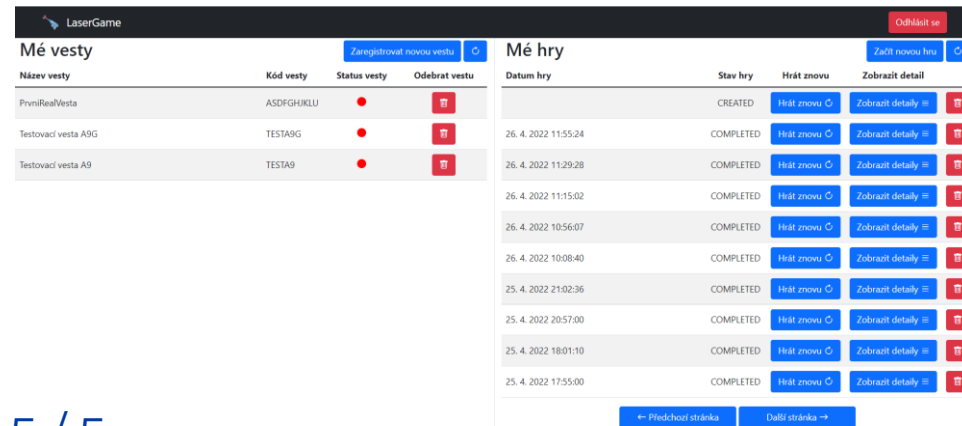 LaserGame
Odhlásit se
Mé vesty
Zaregistrovat novou vestu
Název vesty Kód vesty Status vesty Odebrat vestu
PrvniRealVesta ASDFGHJKLU
Testovací vesta A9G TESTA9G
Testovací vesta A9 TESTA9
Mé hry
Začít novou hru
Datum hry Stav hry Hrát znovu Zobrazit detail
CREATED Hrát znovu Zobrazit detaily
26. 4. 2022 11:55:24 COMPLETED Hrát znovu Zobrazit detaily
26. 4. 2022 11:29:28 COMPLETED Hrát znovu Zobrazit detaily
26. 4. 2022 11:15:02 COMPLETED Hrát znovu Zobrazit detaily
26. 4. 2022 10:56:07 COMPLETED Hrát znovu Zobrazit detaily
26. 4. 2022 10:08:40 COMPLETED Hrát znovu Zobrazit detaily
25. 4. 2022 21:02:36 COMPLETED Hrát znovu Zobrazit detaily
25. 4. 2022 20:57:00 COMPLETED Hrát znovu Zobrazit detaily
25. 4. 2022 18:01:10 COMPLETED Hrát znovu Zobrazit detaily
25. 4. 2022 17:55:00 COMPLETED Hrát znovu Zobrazit detaily
← Předchozí stránka Další stránka →